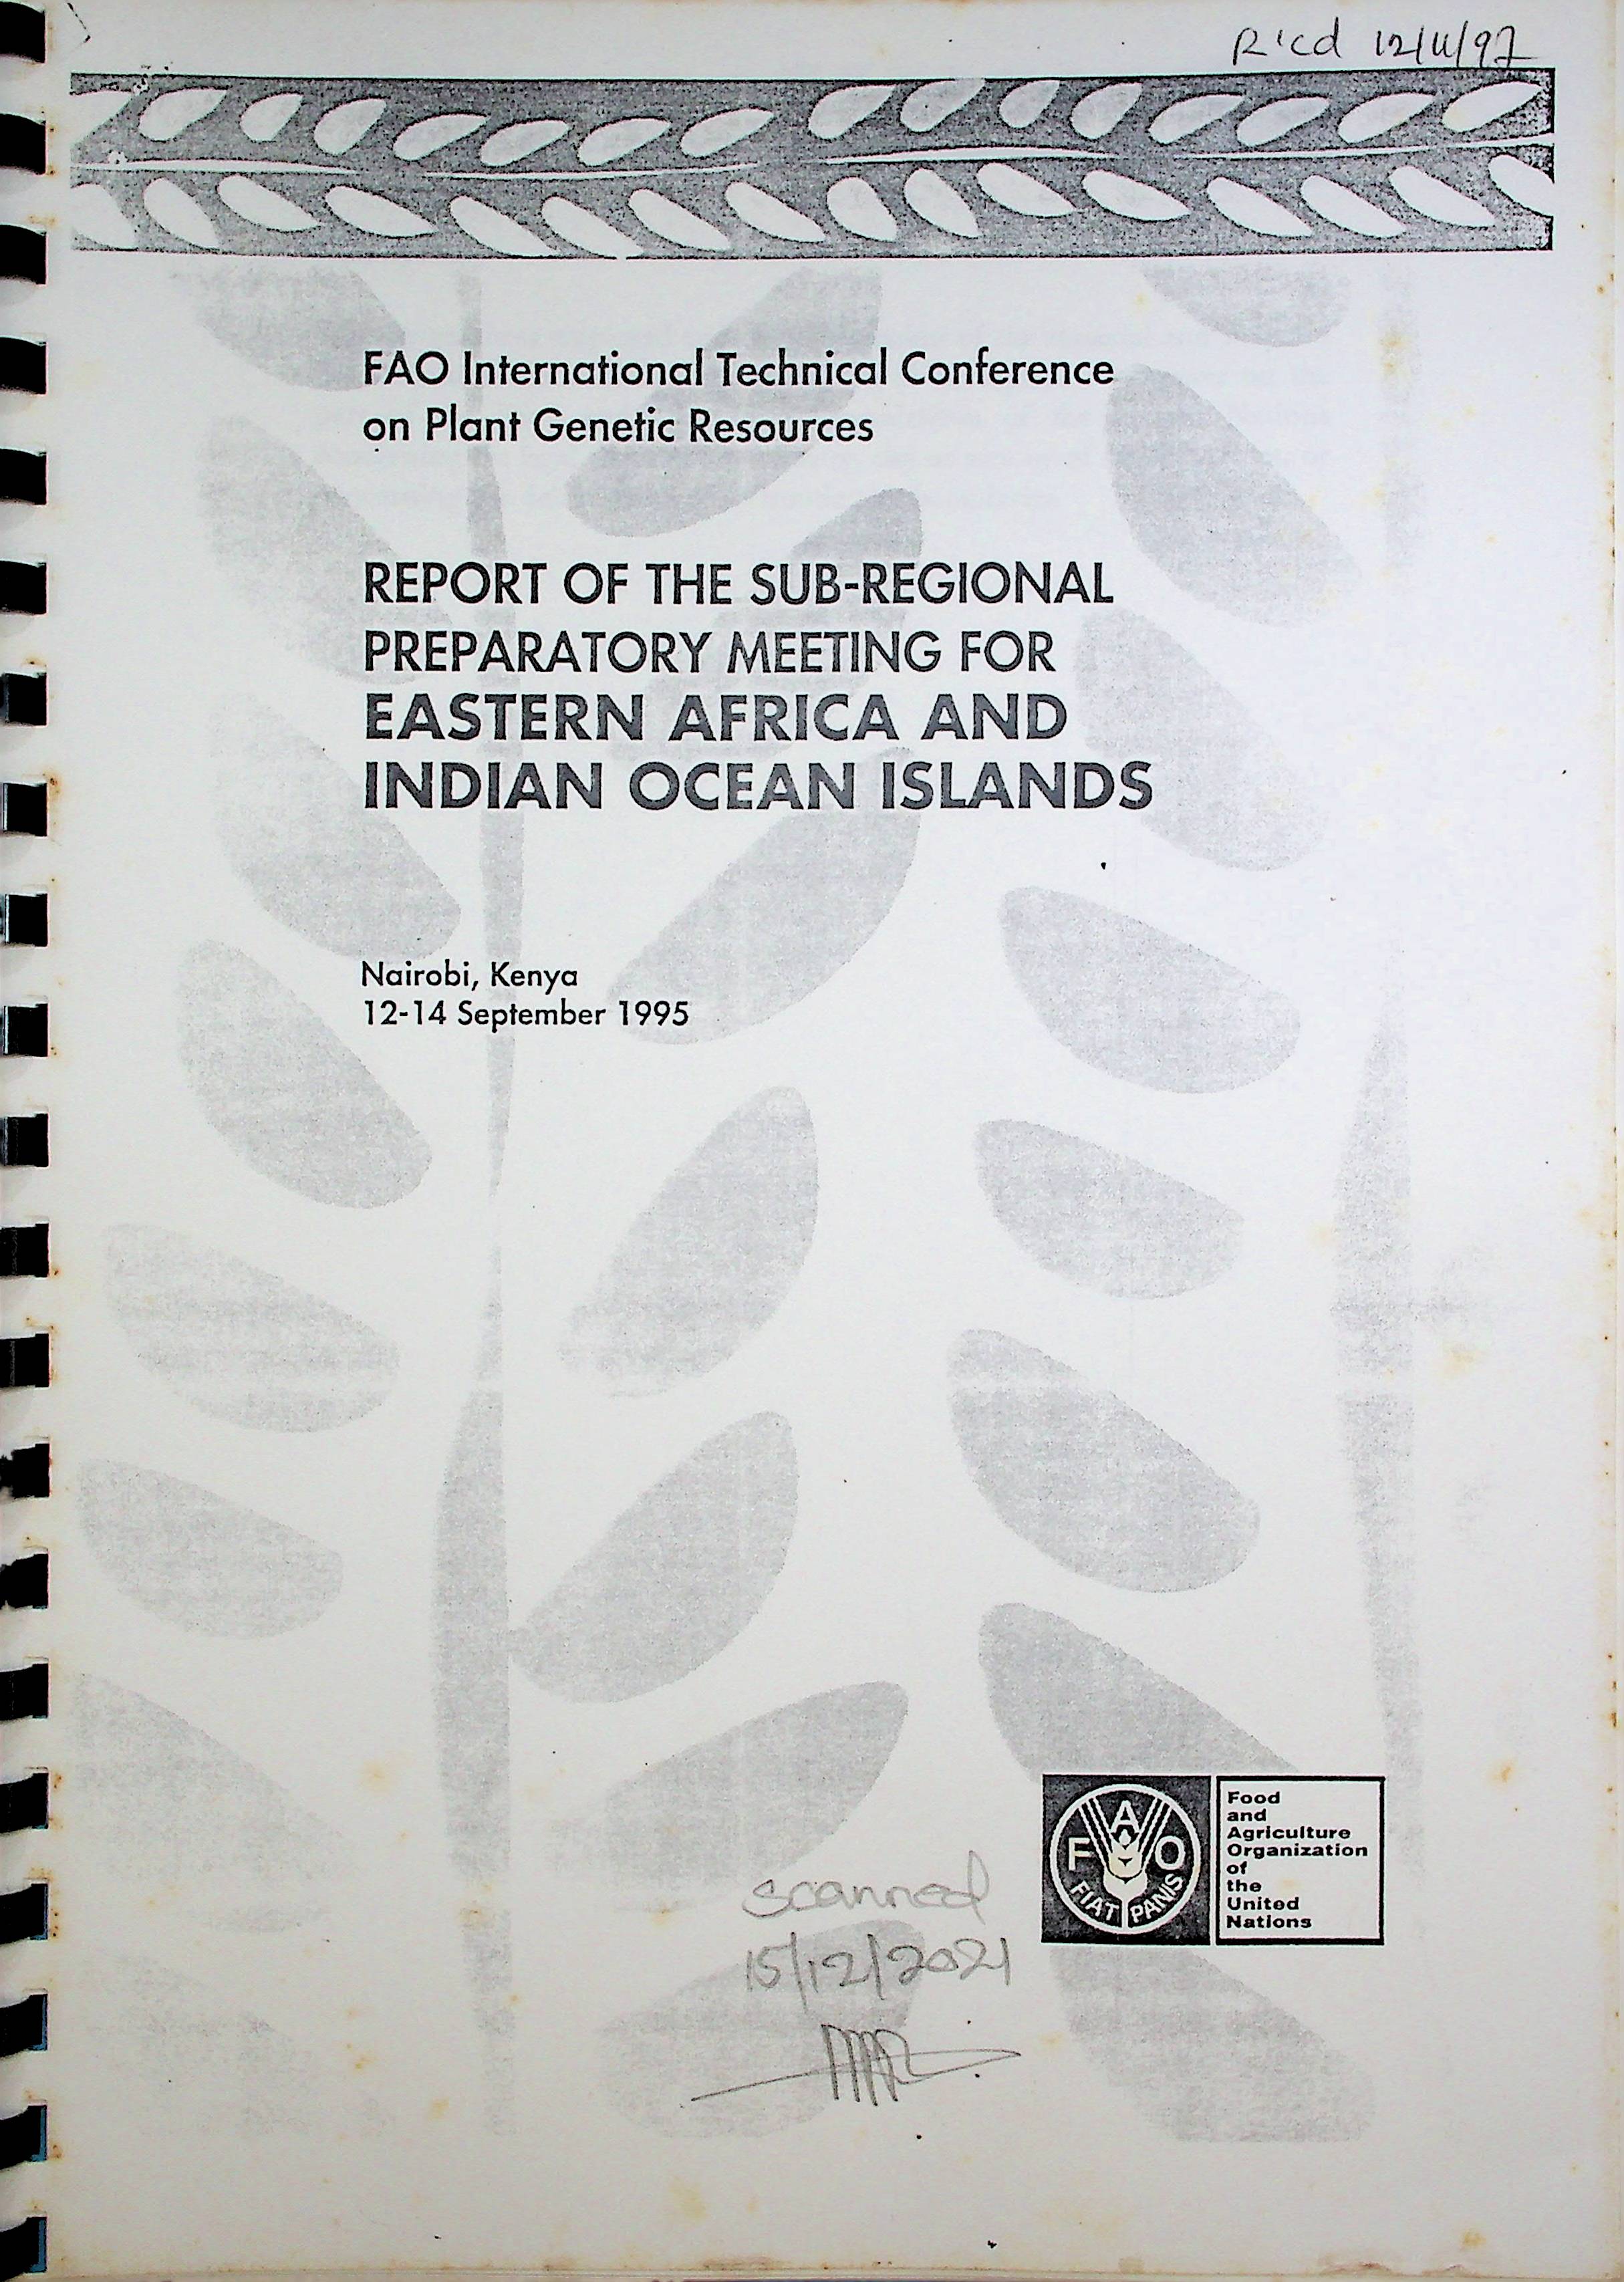 R'cd 12/11/97
FAO International Technical Conference
on Plant Genetic Resources
REPORT OF THE SUB-REGIONAL
PREPARATORY MEETING FOR
EASTERN AFRICA AND
INDIAN OCEAN ISLANDS
Nairobi, Kenya
12-14 September 1995
F A O
FIAT PANIS
Food
and
Agriculture
Organization
of
the
United
Nations
scanned
15/12/2021